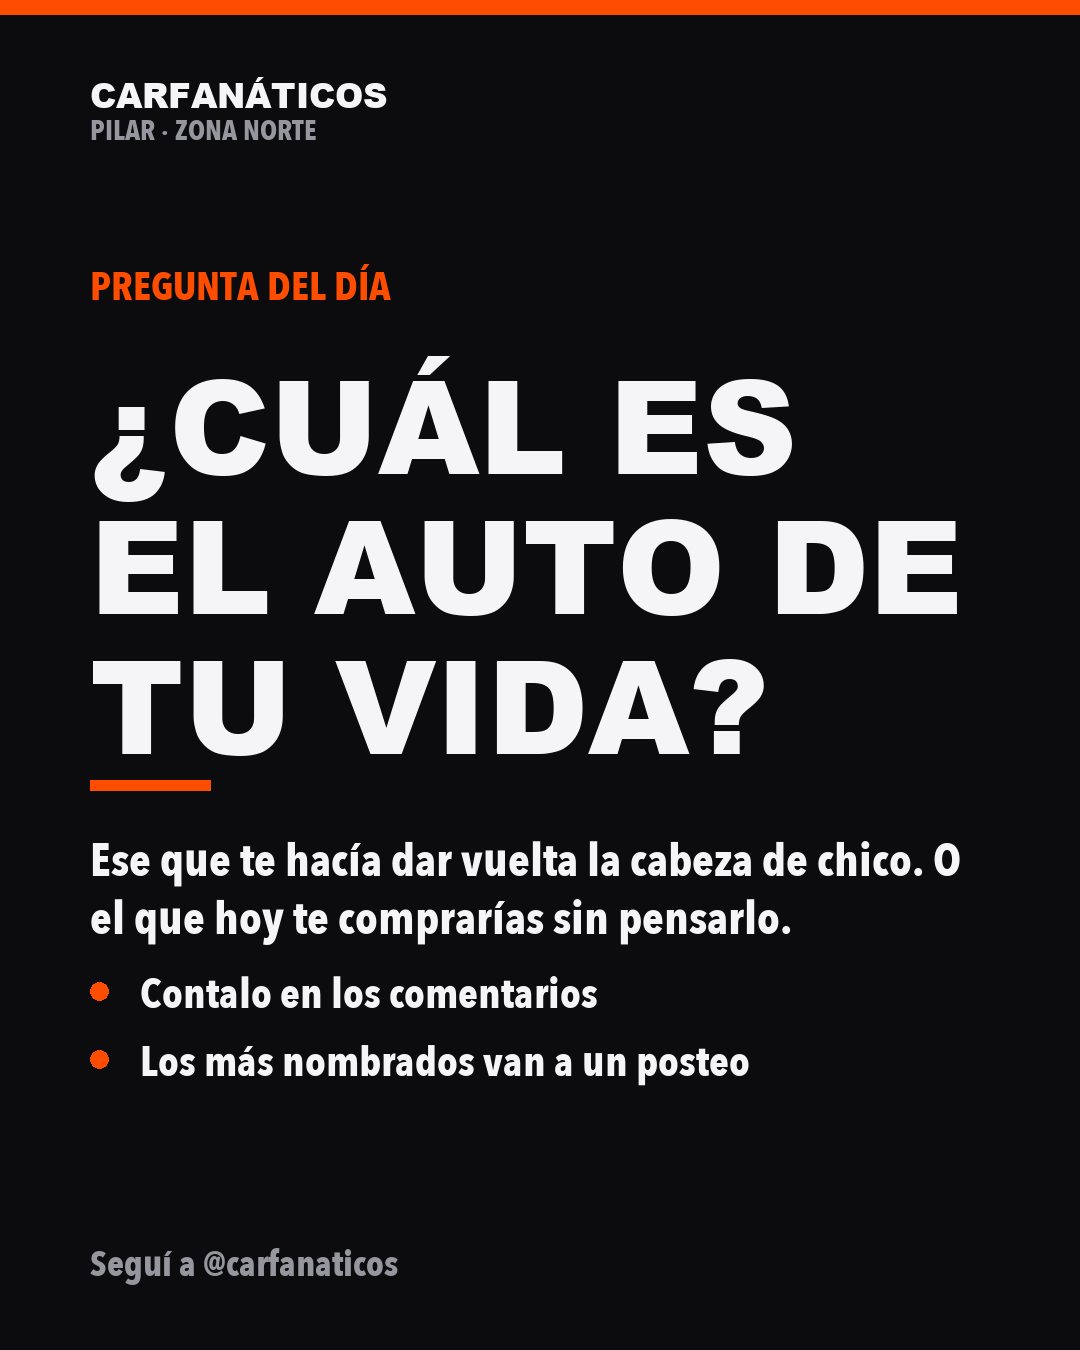 CARFANÁTICOS
PILAR · ZONA NORTE
PREGUNTA DEL DÍA
¿CUÁL ES
EL AUTO DE
TU VIDA?
Ese que te hacía dar vuelta la cabeza de chico. O
el que hoy te comprarías sin pensarlo.
Contalo en los comentarios
Los más nombrados van a un posteo
Seguí a @carfanaticos